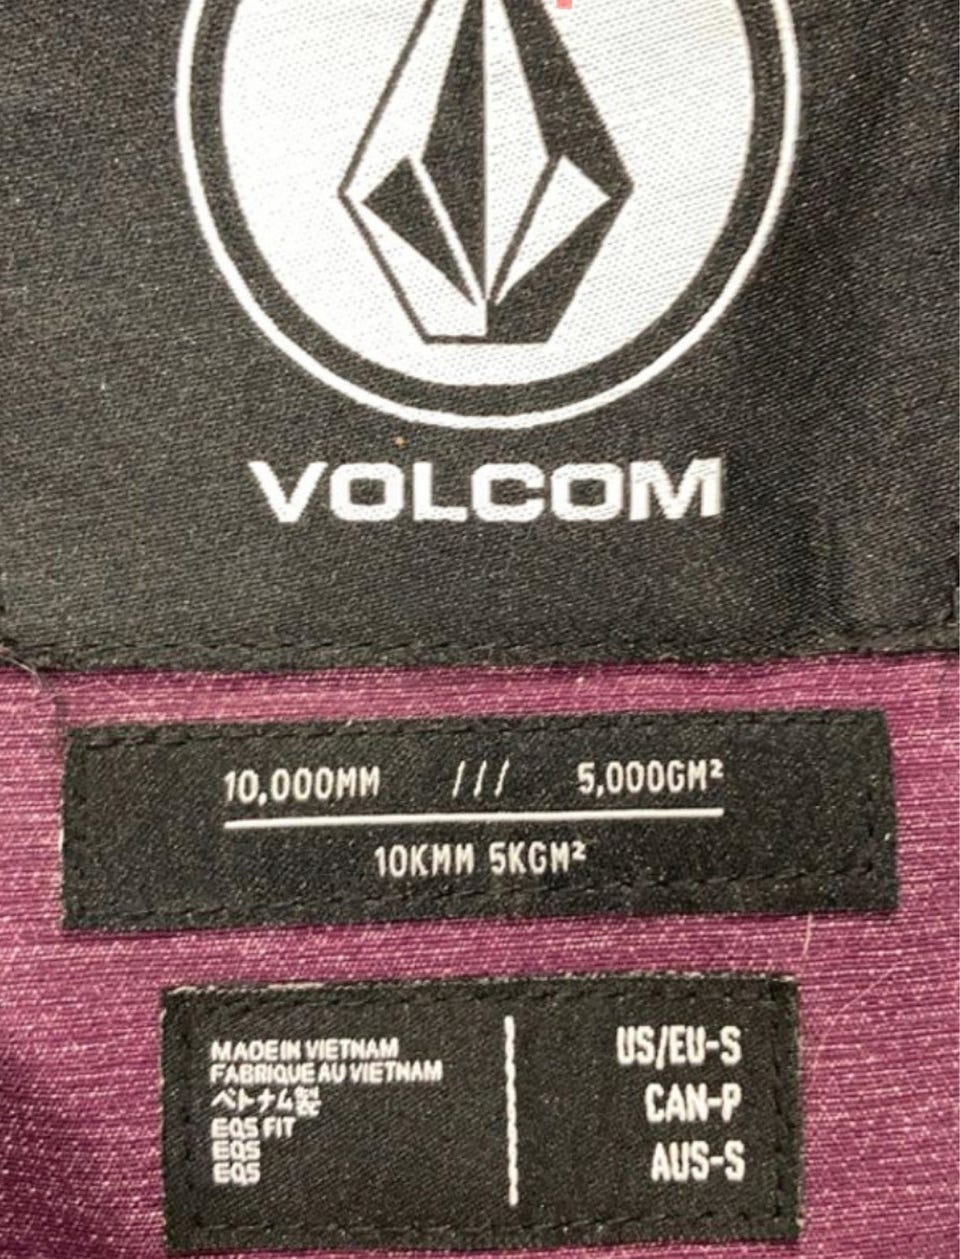 VOLCOM
10,000MM /// 5,000GM²
10KMM 5KGM²
MADE IN VIETNAM
FABRIQUE AU VIETNAM
ベトナム製
EQS FIT
EQS
EQS
US/EU-S
CAN-P
AUS-S